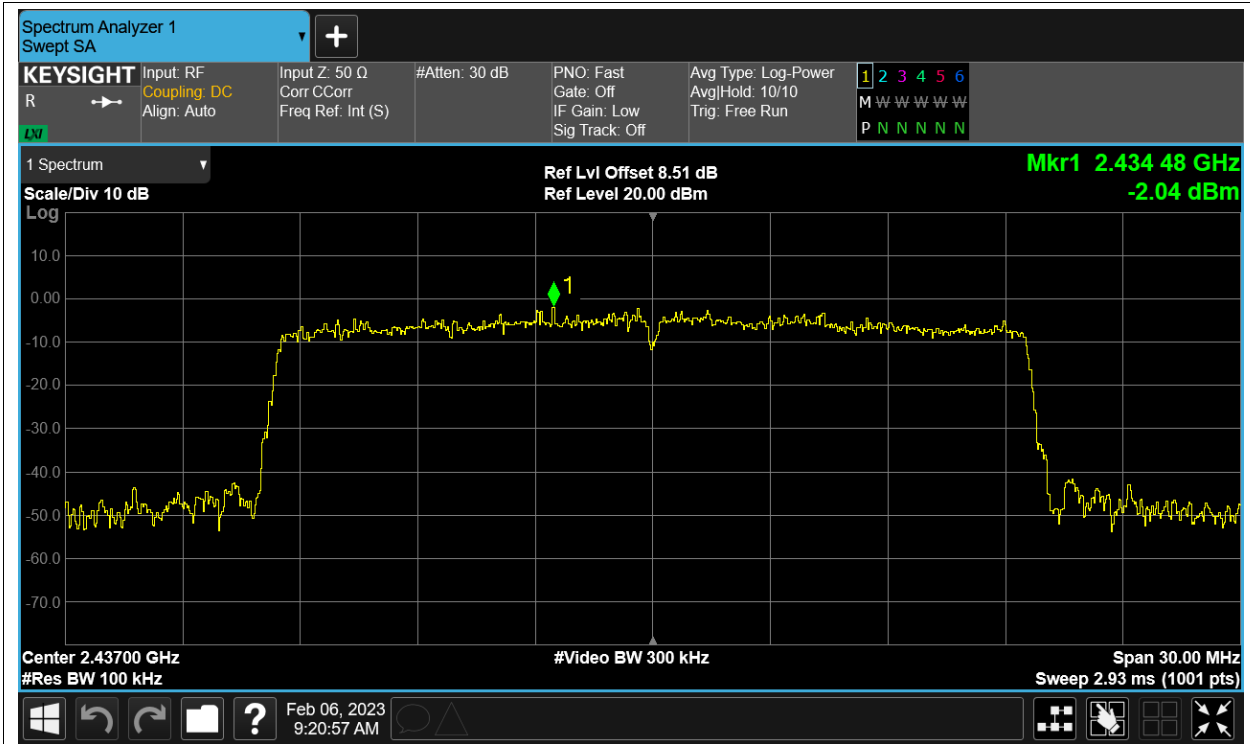 Spectrum Analyzer 1
Swept SA
KEYSIGHT
R
LXI
Input: RF
Coupling: DC
Align: Auto
Input Z: 50 Ω
Corr CCorr
Freq Ref: Int (S)
#Atten: 30 dB
PNO: Fast
Gate: Off
IF Gain: Low
Sig Track: Off
Avg Type: Log-Power
Avg|Hold: 10/10
Trig: Free Run
1 2 3 4 5 6
M W W W W W
P N N N N N
1 Spectrum
Scale/Div 10 dB
Log
Ref Lvl Offset 8.51 dB
Ref Level 20.00 dBm
Mkr1 2.434 48 GHz
-2.04 dBm
1
10.0
0.00
-10.0
-20.0
-30.0
-40.0
-50.0
-60.0
-70.0
Center 2.43700 GHz
#Res BW 100 kHz
#Video BW 300 kHz
Span 30.00 MHz
Sweep 2.93 ms (1001 pts)
?
Feb 06, 2023
9:20:57 AM